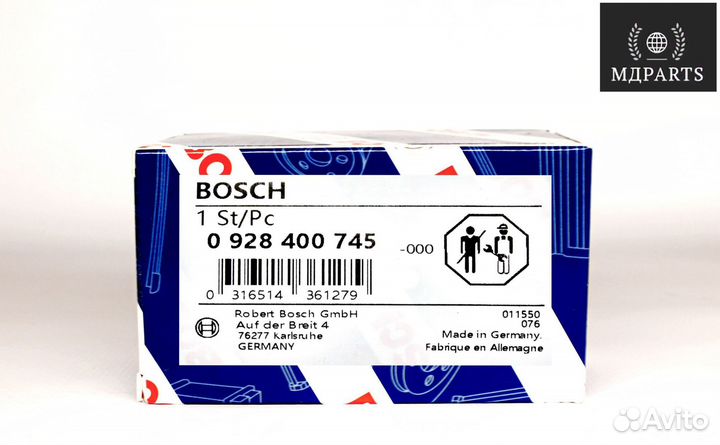 МДPARTS
BOSCH
1 St/Pc
0 928 400 745
-000
0 316514 361279
Robert Bosch GmbH
Auf der Breit 4
76277 Karlsruhe
GERMANY
011550
076
Made in Germany.
Fabriqué en Allemagne
Avito